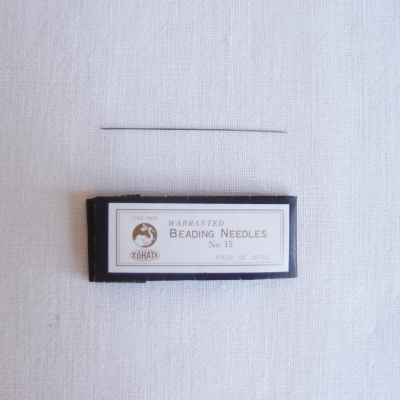 TRADE MARK
KOHATA
WARRANTED
BEADING NEEDLES
No. 15
MADE IN JAPAN